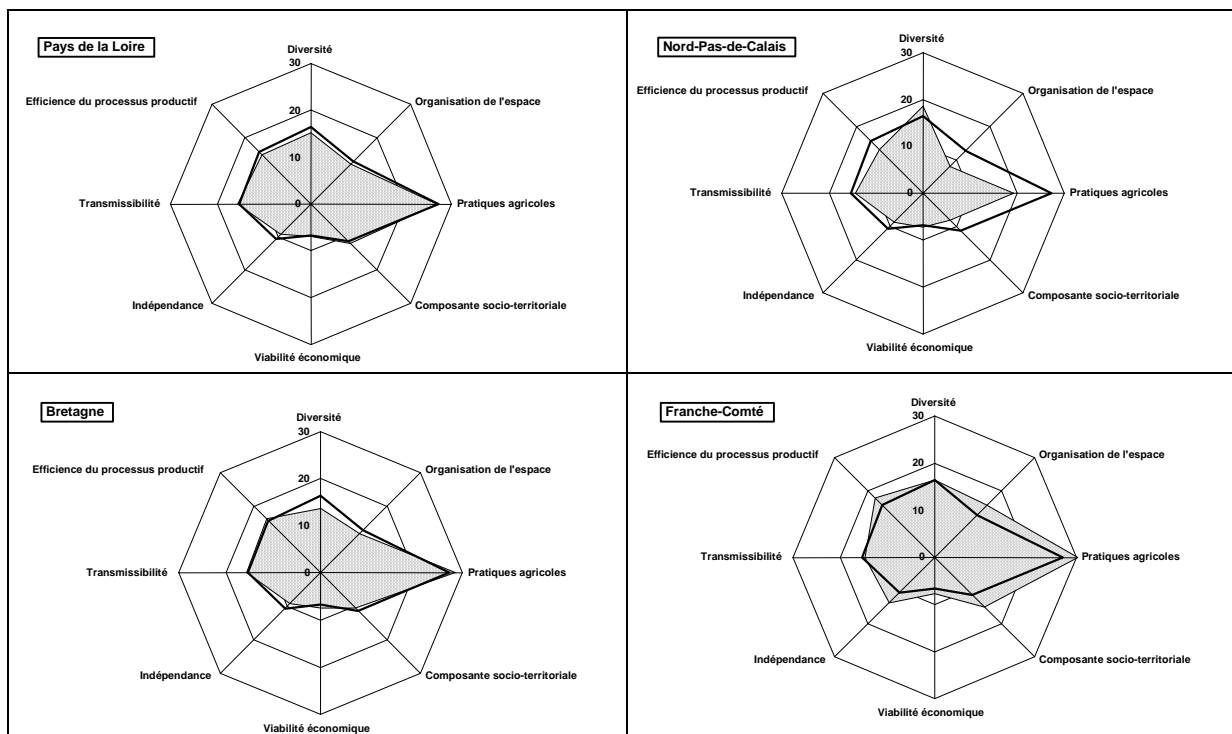 Pays de la Loire
Diversité
30
Efficience du processus productif
Organisation de l'espace
20
10
Transmissibilité
0
Pratiques agricoles
Indépendance
Composante socio-territoriale
Viabilité économique
Nord-Pas-de-Calais
Diversité
30
Efficience du processus productif
Organisation de l'espace
20
10
Transmissibilité
0
Pratiques agricoles
Indépendance
Composante socio-territoriale
Viabilité économique
Bretagne
Diversité
30
Efficience du processus productif
Organisation de l'espace
20
10
Transmissibilité
0
Pratiques agricoles
Indépendance
Composante socio-territoriale
Viabilité économique
Franche-Comté
Diversité
30
Efficience du processus productif
Organisation de l'espace
20
10
Transmissibilité
0
Pratiques agricoles
Indépendance
Composante socio-territoriale
Viabilité économique